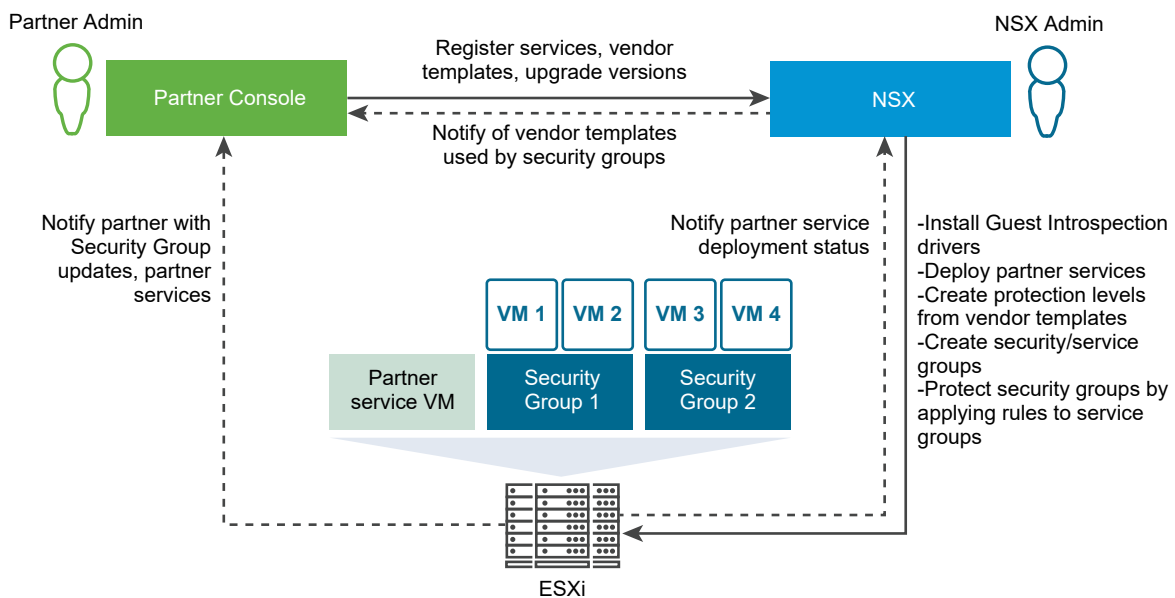 Partner Admin
NSX Admin
Partner Console
Register services, vendor
templates, upgrade versions
NSX
Notify of vendor templates
used by security groups
Notify partner with
Security Group
updates, partner
services
Notify partner service
deployment status
-Install Guest Introspection
drivers
-Deploy partner services
-Create protection levels
from vendor templates
-Create security/service
groups
-Protect security groups by
applying rules to service
groups
VM 1
VM 2
VM 3
VM 4
Partner
service VM
Security
Group 1
Security
Group 2
ESXi